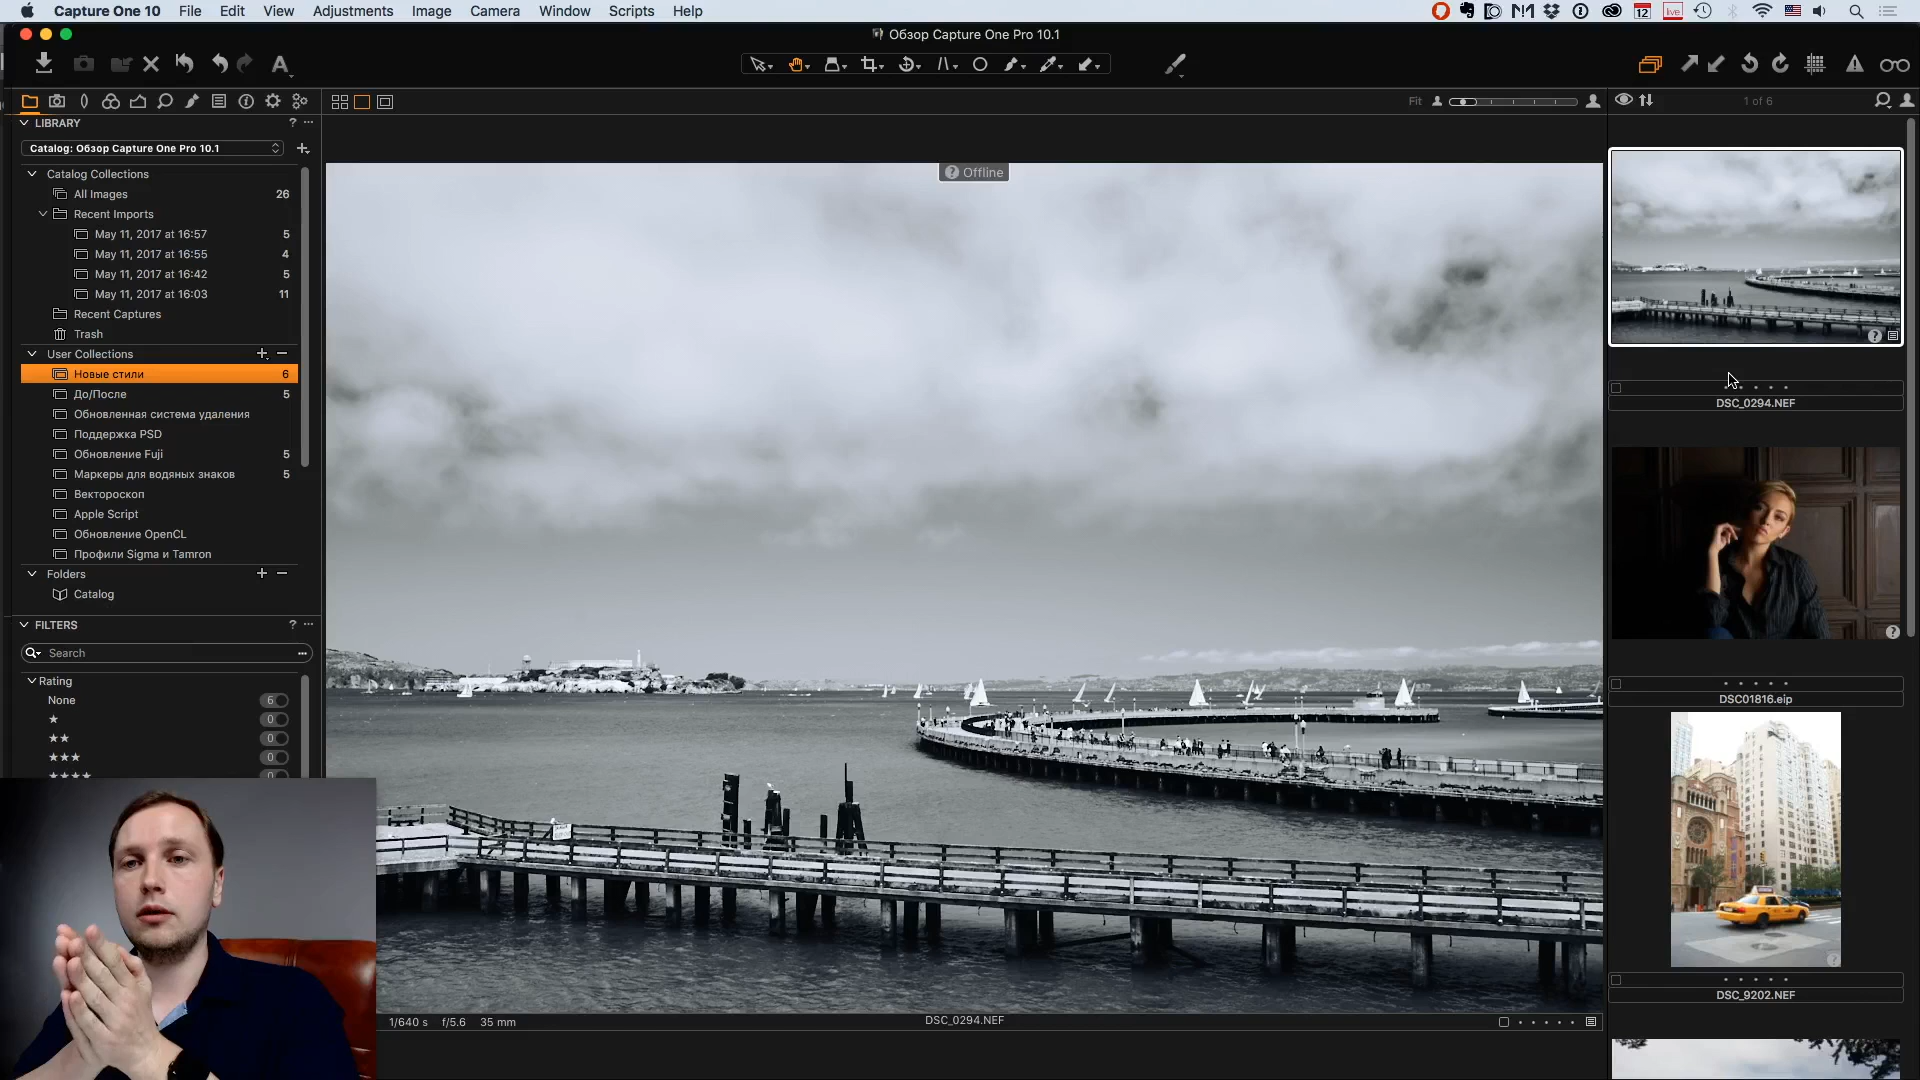 Capture One 10 File Edit View Adjustments Image Camera Window Scripts Help
12 live
Обзор Capture One Pro 10.1
LIBRARY ? ...
Catalog: Обзор Capture One Pro 10.1
Catalog Collections
All Images 26
Recent Imports
May 11, 2017 at 16:57 5
May 11, 2017 at 16:55 4
May 11, 2017 at 16:42 5
May 11, 2017 at 16:03 11
Recent Captures
Trash
User Collections
Новые стили 6
До/После 5
Обновленная система удаления
Поддержка PSD
Обновление Fuji 5
Маркеры для водяных знаков 5
Вектороскоп
Apple Script
Обновление OpenCL
Профили Sigma и Tamron
Folders
Catalog
FILTERS ? ...
Search
Rating
None 6
★ 0
★★ 0
★★★ 0
★★★★ 0
Fit
Offline
1/640 s f/5.6 35 mm
DSC_0294.NEF
1 of 6
DSC_0294.NEF
DSC01816.eip
DSC_9202.NEF